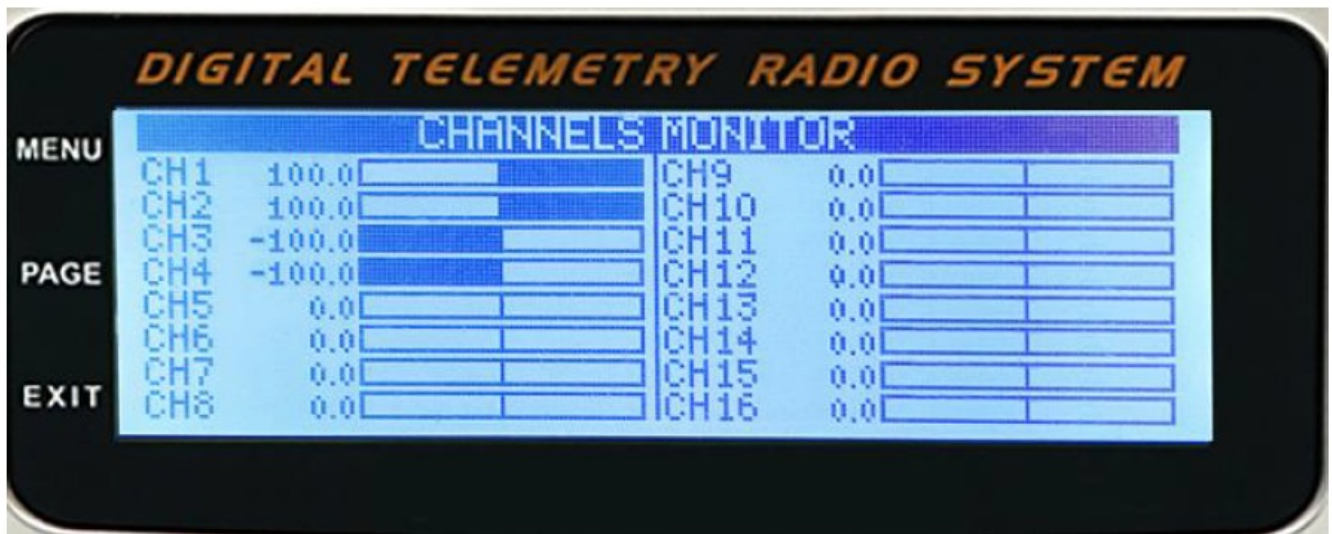 DIGITAL TELEMETRY RADIO SYSTEM
MENU
CHANNELS MONITOR
CH1 100.0 CH9 0.0
CH2 100.0 CH10 0.0
CH3 -100.0 CH11 0.0
PAGE
CH4 -100.0 CH12 0.0
CH5 0.0 CH13 0.0
CH6 0.0 CH14 0.0
EXIT
CH7 0.0 CH15 0.0
CH8 0.0 CH16 0.0